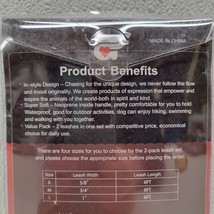 MADE IN CHINA
Product Benefits
• In-style Design – Chasing for the unique design, we never follow the flow
and insist originality. We create products of expression that empower and
inspire the animals of the world-both in spirit and kind.
• Super Soft – Neoprene inside handle, pretty comfortable for you to hold.
Waterproof, good for outdoor activities, dog can enjoy hiking, swimming
and walking with you together.
• Value Pack – 2 leashes in one set with competitive price, economical
choice for daily use.
There are four sizes for you to choose by the 2-pack leash set.
and please choose the appropriate size before placing the order.
Leash Width Leash Length
S 5/8" 6FT
M 3/4" 6FT
L 6FT